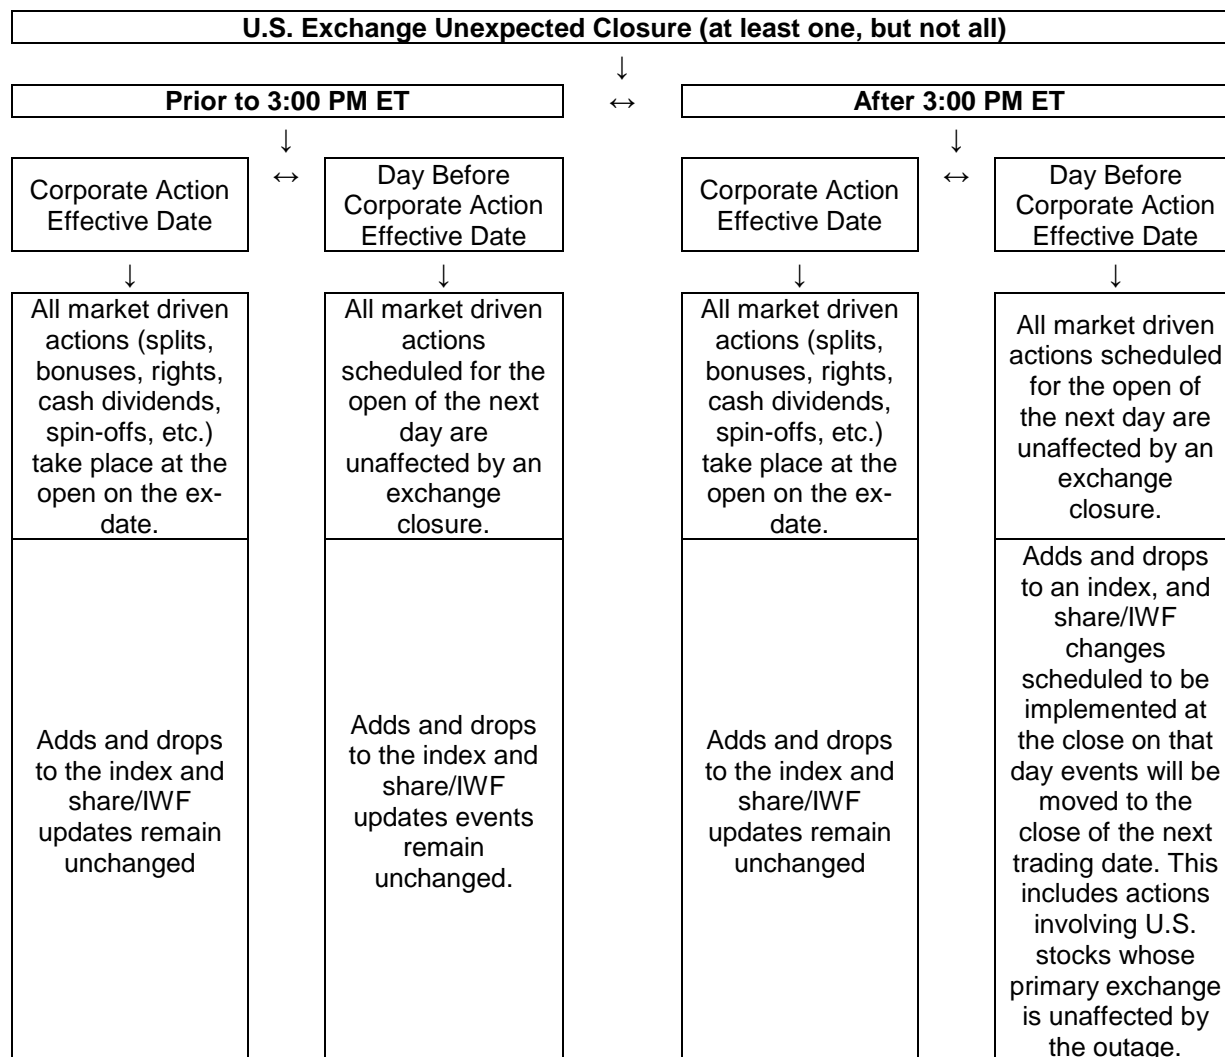 U.S. Exchange Unexpected Closure (at least one, but not all)
↓
Prior to 3:00 PM ET
↔
After 3:00 PM ET
↓
↓
Corporate Action
Effective Date
↔
Day Before
Corporate Action
Effective Date
Corporate Action
Effective Date
↔
Day Before
Corporate Action
Effective Date
↓
↓
↓
↓
All market driven
actions (splits,
bonuses, rights,
cash dividends,
spin-offs, etc.)
take place at the
open on the ex-
date.
All market driven
actions
scheduled for the
open of the next
day are
unaffected by an
exchange
closure.
All market driven
actions (splits,
bonuses, rights,
cash dividends,
spin-offs, etc.)
take place at the
open on the ex-
date.
All market driven
actions scheduled
for the open of
the next day are
unaffected by an
exchange
closure.
Adds and drops
to the index and
share/IWF
updates remain
unchanged
Adds and drops
to the index and
share/IWF
updates events
remain
unchanged.
Adds and drops
to the index and
share/IWF
updates remain
unchanged
Adds and drops
to an index, and
share/IWF
changes
scheduled to be
implemented at
the close on that
day events will be
moved to the
close of the next
trading date. This
includes actions
involving U.S.
stocks whose
primary exchange
is unaffected by
the outage.